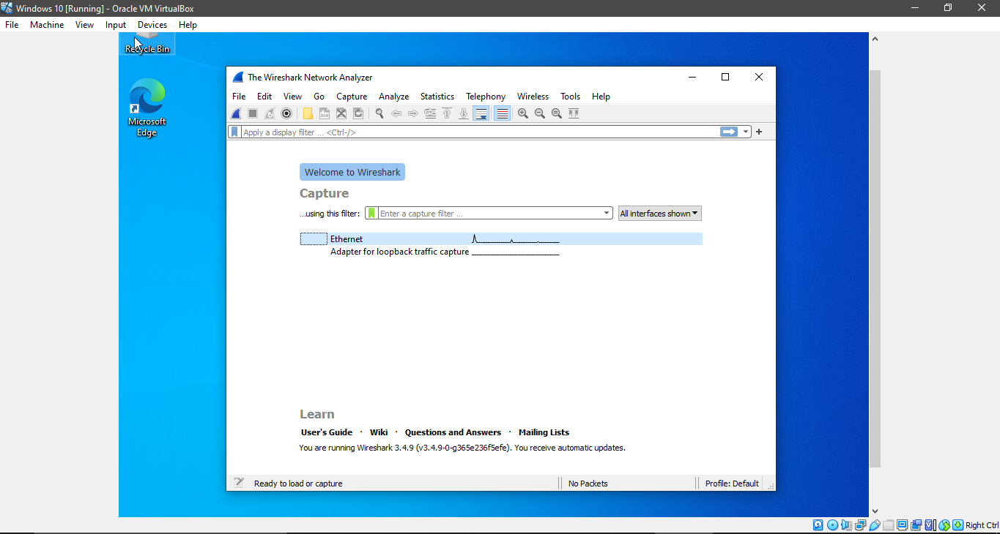 Windows 10 [Running] - Oracle VM VirtualBox
File Machine View Input Devices Help
Recycle Bin
Microsoft
Edge
The Wireshark Network Analyzer
File Edit View Go Capture Analyze Statistics Telephony Wireless Tools Help
Apply a display filter ... <Ctrl-/>
Welcome to Wireshark
Capture
...using this filter: Enter a capture filter ... All interfaces shown
Ethernet
Adapter for loopback traffic capture
Learn
User's Guide · Wiki · Questions and Answers · Mailing Lists
You are running Wireshark 3.4.9 (v3.4.9-0-g365e236f5efe). You receive automatic updates.
Ready to load or capture No Packets Profile: Default
Right Ctrl